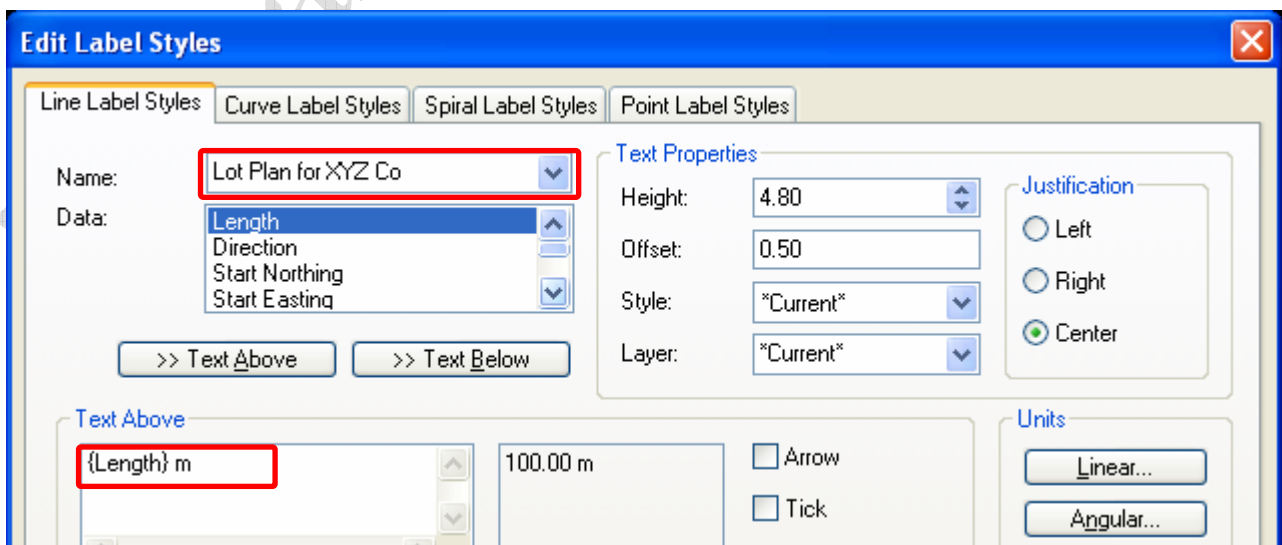 Edit Label Styles
Line Label Styles Curve Label Styles Spiral Label Styles Point Label Styles
Name: Lot Plan for XYZ Co
Data:
Length
Direction
Start Northing
Start Easting
>> Text Above >> Text Below
Text Properties
Height: 4.80
Offset: 0.50
Style: *Current*
Layer: *Current*
Justification
Left
Right
Center
Text Above
{Length} m
100.00 m
Arrow
Tick
Units
Linear...
Angular...